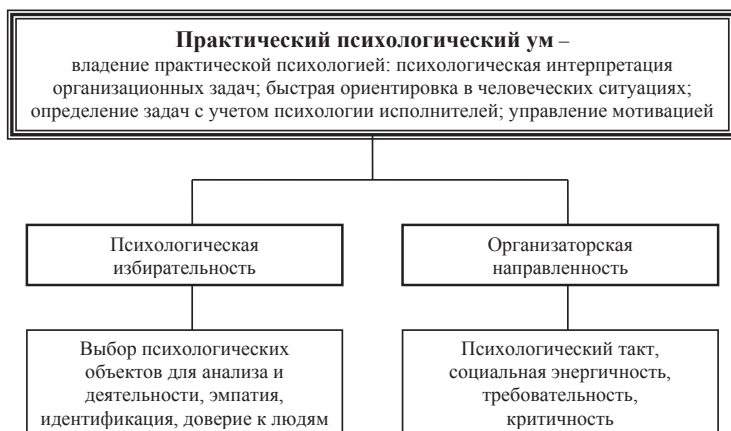 Практический психологический ум –
владение практической психологией: психологическая интерпретация
организационных задач; быстрая ориентировка в человеческих ситуациях;
определение задач с учетом психологии исполнителей; управление мотивацией
Психологическая
избирательность
Организаторская
направленность
Выбор психологических
объектов для анализа и
деятельности, эмпатия,
идентификация, доверие к людям
Психологический такт,
социальная энергичность,
требовательность,
критичность